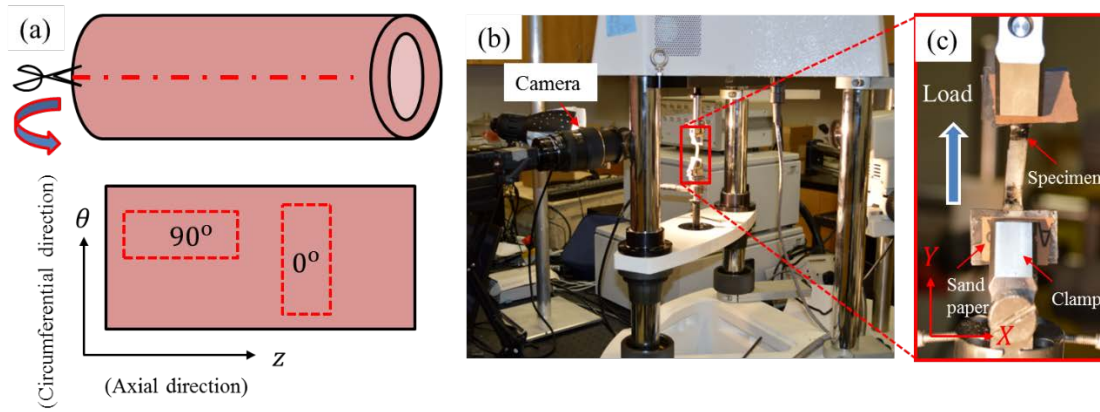 (a)
θ
(Circumferential direction)
90°
0°
z
(Axial direction)
(b)
Camera
(c)
Load
Specimen
Sand
paper
Clamp
Y
X